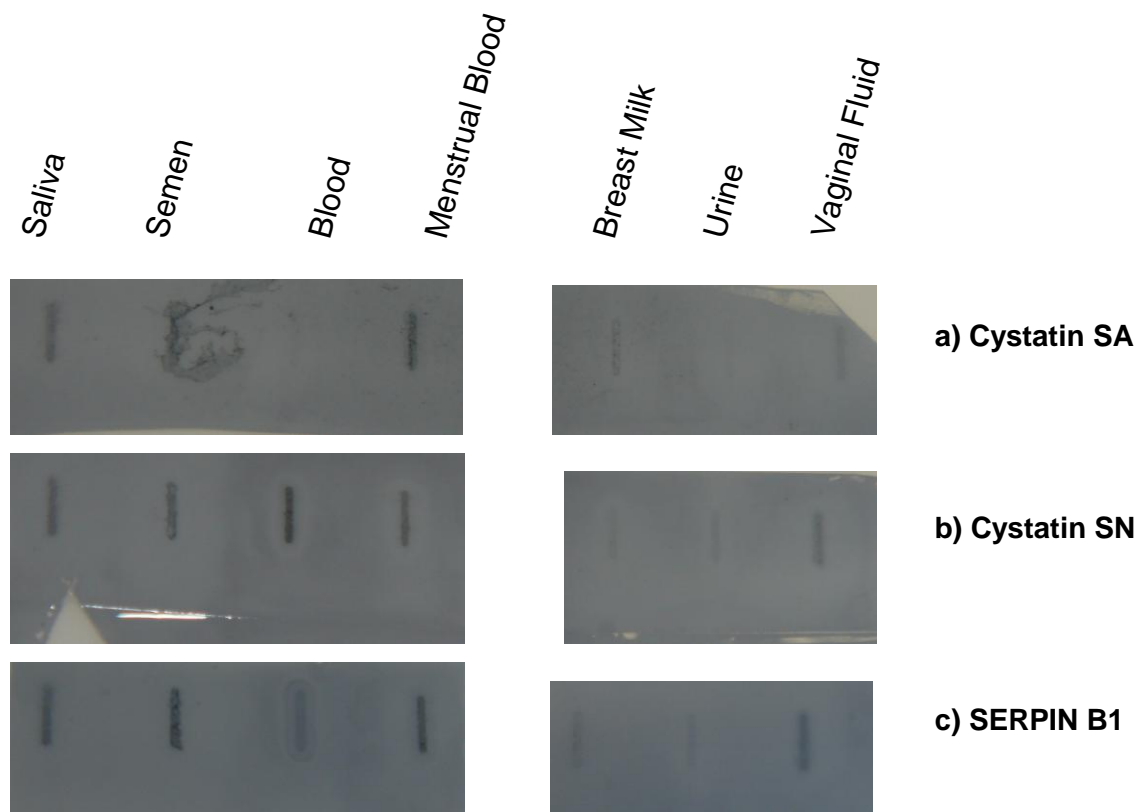 Saliva
Semen
Blood
Menstrual Blood
Breast Milk
Urine
Vaginal Fluid
a) Cystatin SA
b) Cystatin SN
c) SERPIN B1